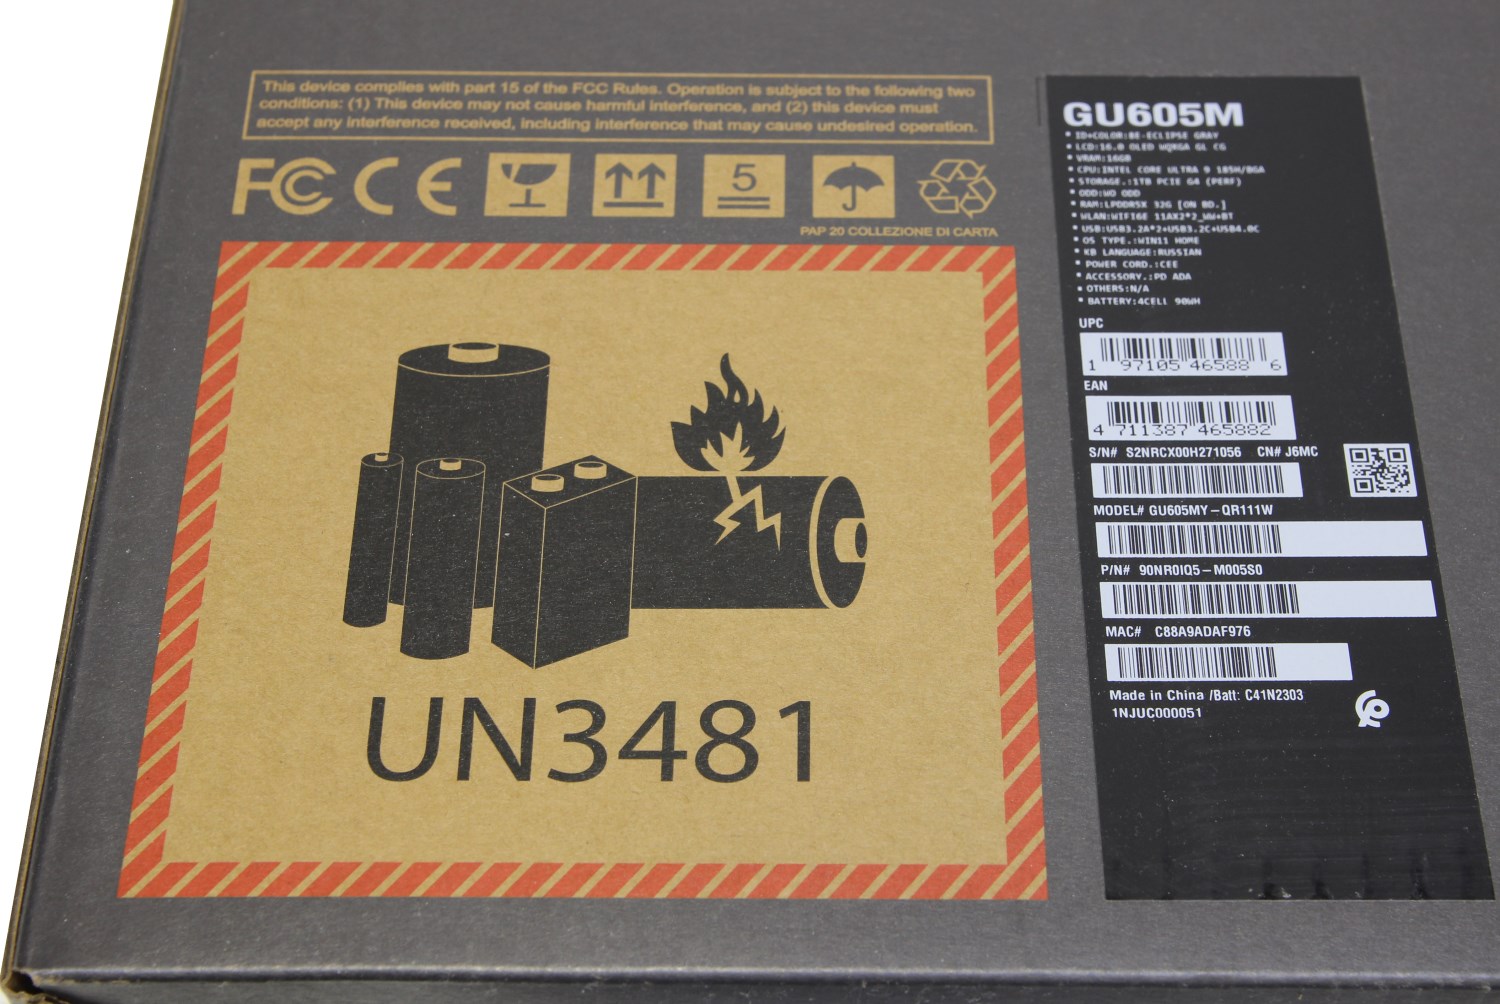 This device complies with part 15 of the FCC Rules. Operation is subject to the following two
conditions: (1) This device may not cause harmful interference, and (2) this device must
accept any interference received, including interference that may cause undesired operation.
FC CE 5
PAP 20 COLLEZIONE DI CARTA
UN3481
GU605M
ID+COLOR:8E-ECLIPSE GRAY
LCD:16.0 OLED WQXGA GL CG
VRAM:16GB
CPU:INTEL CORE ULTRA 9 185H/BGA
STORAGE.:1TB PCIE G4 (PERF)
ODD:WO ODD
RAM:LPDDR5X 32G [ON BD.]
WLAN:WIFI6E 11AX2*2_WW+BT
USB:USB3.2A*2+USB3.2C+USB4.0C
OS TYPE.:WIN11 HOME
KB LANGUAGE:RUSSIAN
POWER CORD.:CEE
ACCESSORY.:PD ADA
OTHERS:N/A
BATTERY:4CELL 90WH
UPC
1 97105 46588 6
EAN
4 711387 465882
S/N# S2NRCX00H271056 CN# J6MC
MODEL# GU605MY-QR111W
P/N# 90NR0IQ5-M005S0
MAC# C88A9ADAF976
Made in China /Batt: C41N2303
1NJUC000051